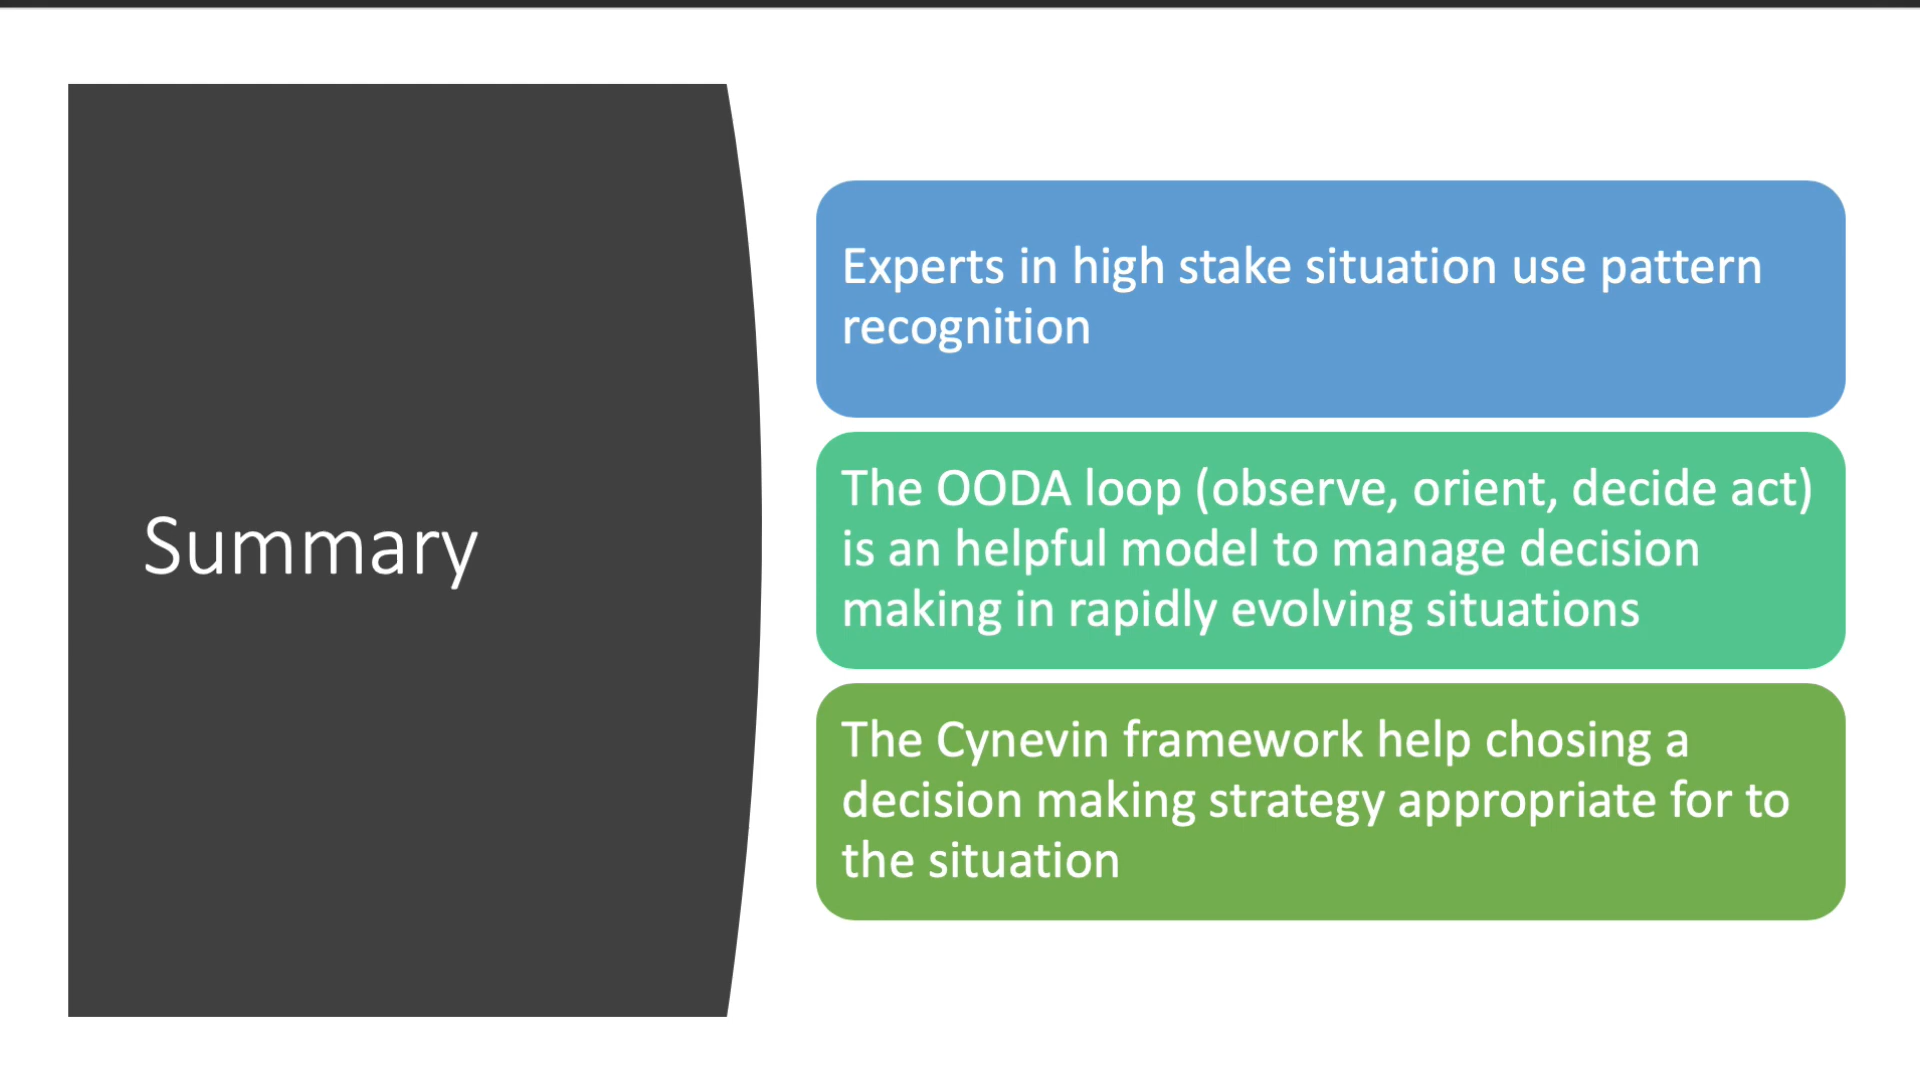 Summary
Experts in high stake situation use pattern
recognition
The OODA loop (observe, orient, decide act)
is an helpful model to manage decision
making in rapidly evolving situations
The Cynevin framework help chosing a
decision making strategy appropriate for to
the situation